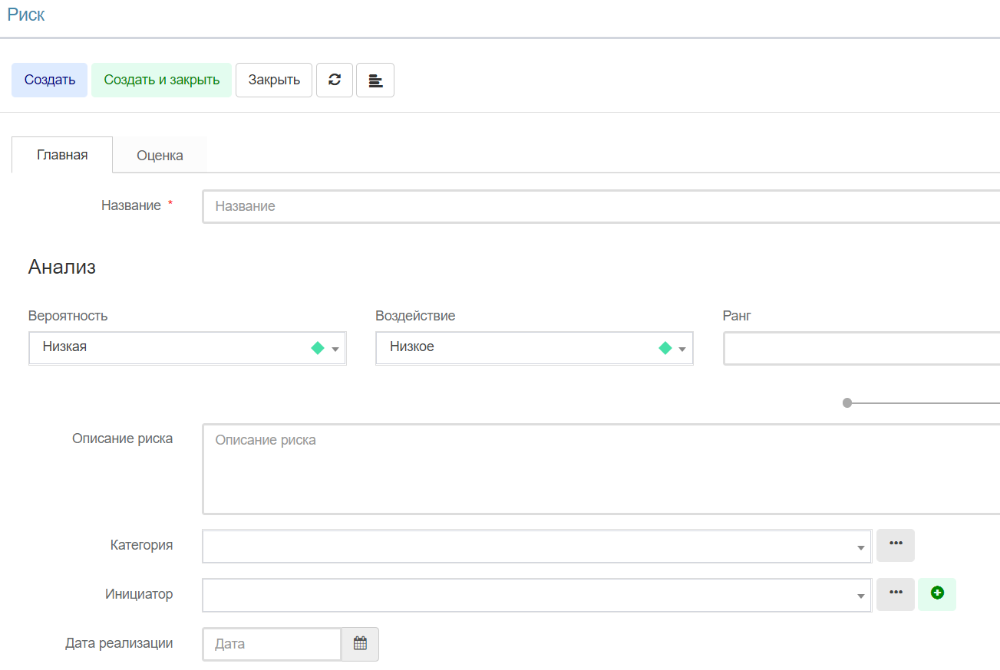 Риск
Создать Создать и закрыть Закрыть
Главная Оценка
Название * Название
Анализ
Вероятность Воздействие Ранг
Низкая Низкое
Описание риска Описание риска
Категория
Инициатор
Дата реализации Дата